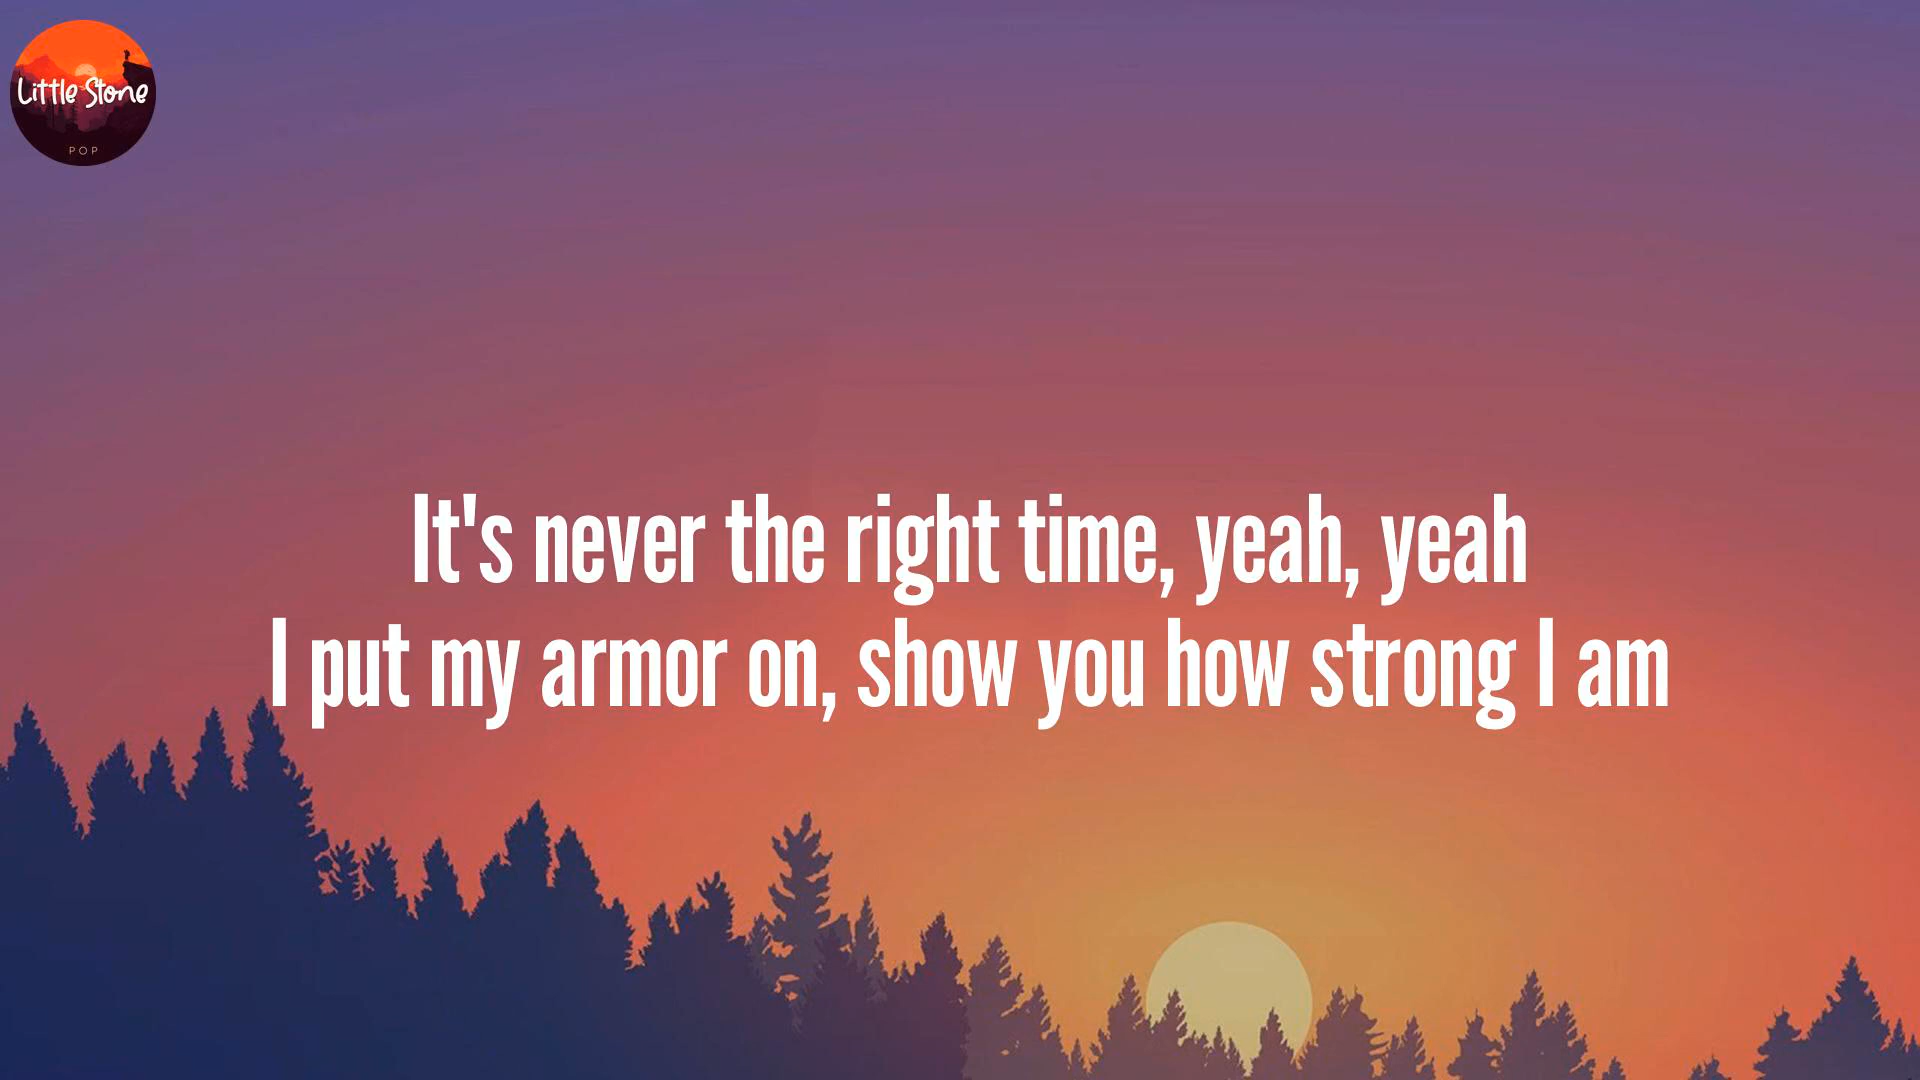 Little Stone
POP
It's never the right time, yeah, yeah
I put my armor on, show you how strong I am